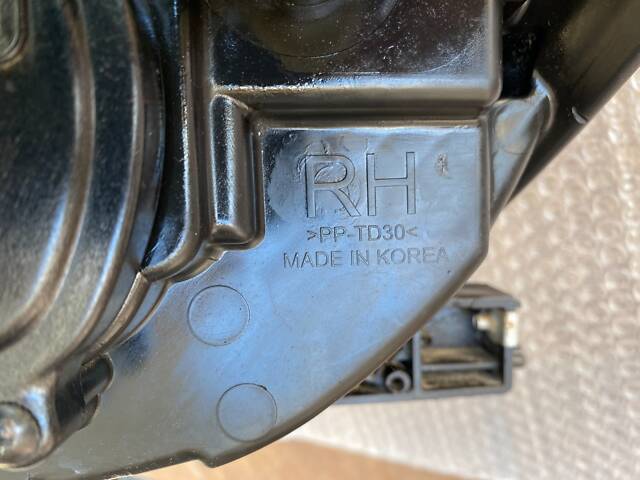 RH
>PP-TD30<
MADE IN KOREA